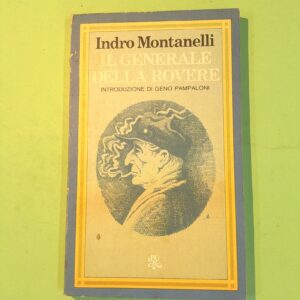 Indro Montanelli
IL GENERALE
DELLA ROVERE
INTRODUZIONE DI GENO PAMPALONI